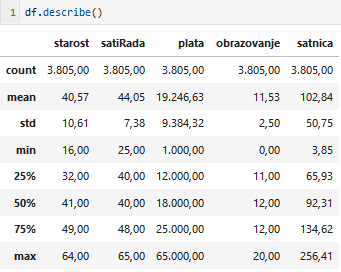 1 df.describe()
starost satiRada plata obrazovanje satnica
count 3.805,00 3.805,00 3.805,00 3.805,00 3.805,00
mean 40,57 44,05 19.246,63 11,53 102,84
std 10,61 7,38 9.384,32 2,50 50,75
min 16,00 25,00 1.000,00 0,00 3,85
25% 32,00 40,00 12.000,00 11,00 65,93
50% 41,00 40,00 18.000,00 12,00 92,31
75% 49,00 48,00 25.000,00 12,00 134,62
max 64,00 65,00 65.000,00 20,00 256,41